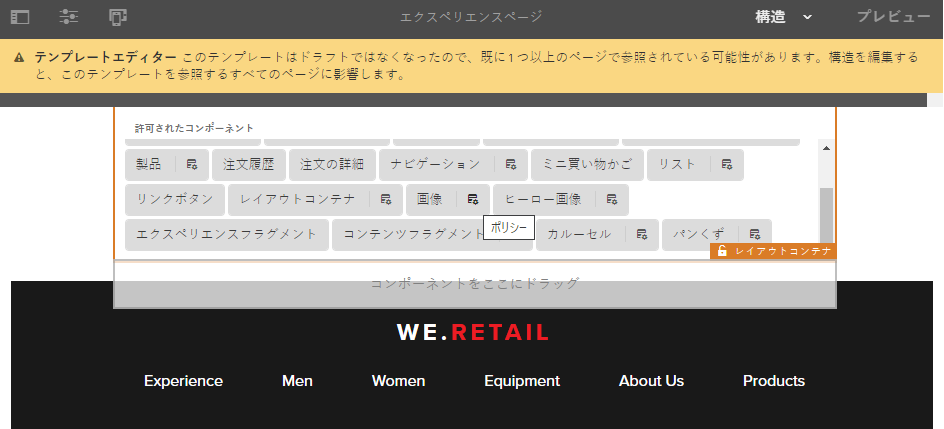 エクスペリエンスページ
構造
プレビュー
テンプレートエディター このテンプレートはドラフトではなくなったので、既に1つ以上のページで参照されている可能性があります。構造を編集する
と、このテンプレートを参照するすべてのページに影響します。
許可されたコンポーネント
製品 注文履歴 注文の詳細 ナビゲーション ミニ買い物かご リスト
リンクボタン レイアウトコンテナ 画像 ヒーロー画像
ポリシー
エクスペリエンスフラグメント コンテンツフラグメント カルーセル パンくず
レイアウトコンテナ
コンポーネントをここにドラッグ
WE.RETAIL
Experience Men Women Equipment About Us Products